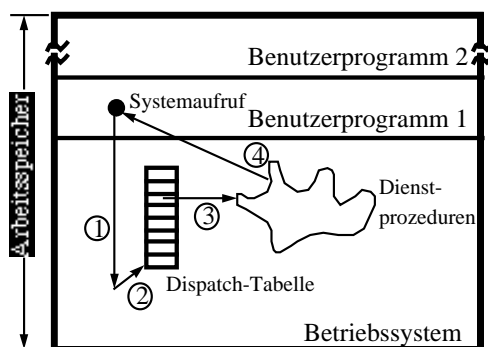 Benutzerprogramm 2
Systemaufruf
Benutzerprogramm 1
Arbeitsspeicher
4
Dienst-
prozeduren
1
3
2
Dispatch-Tabelle
Betriebssystem